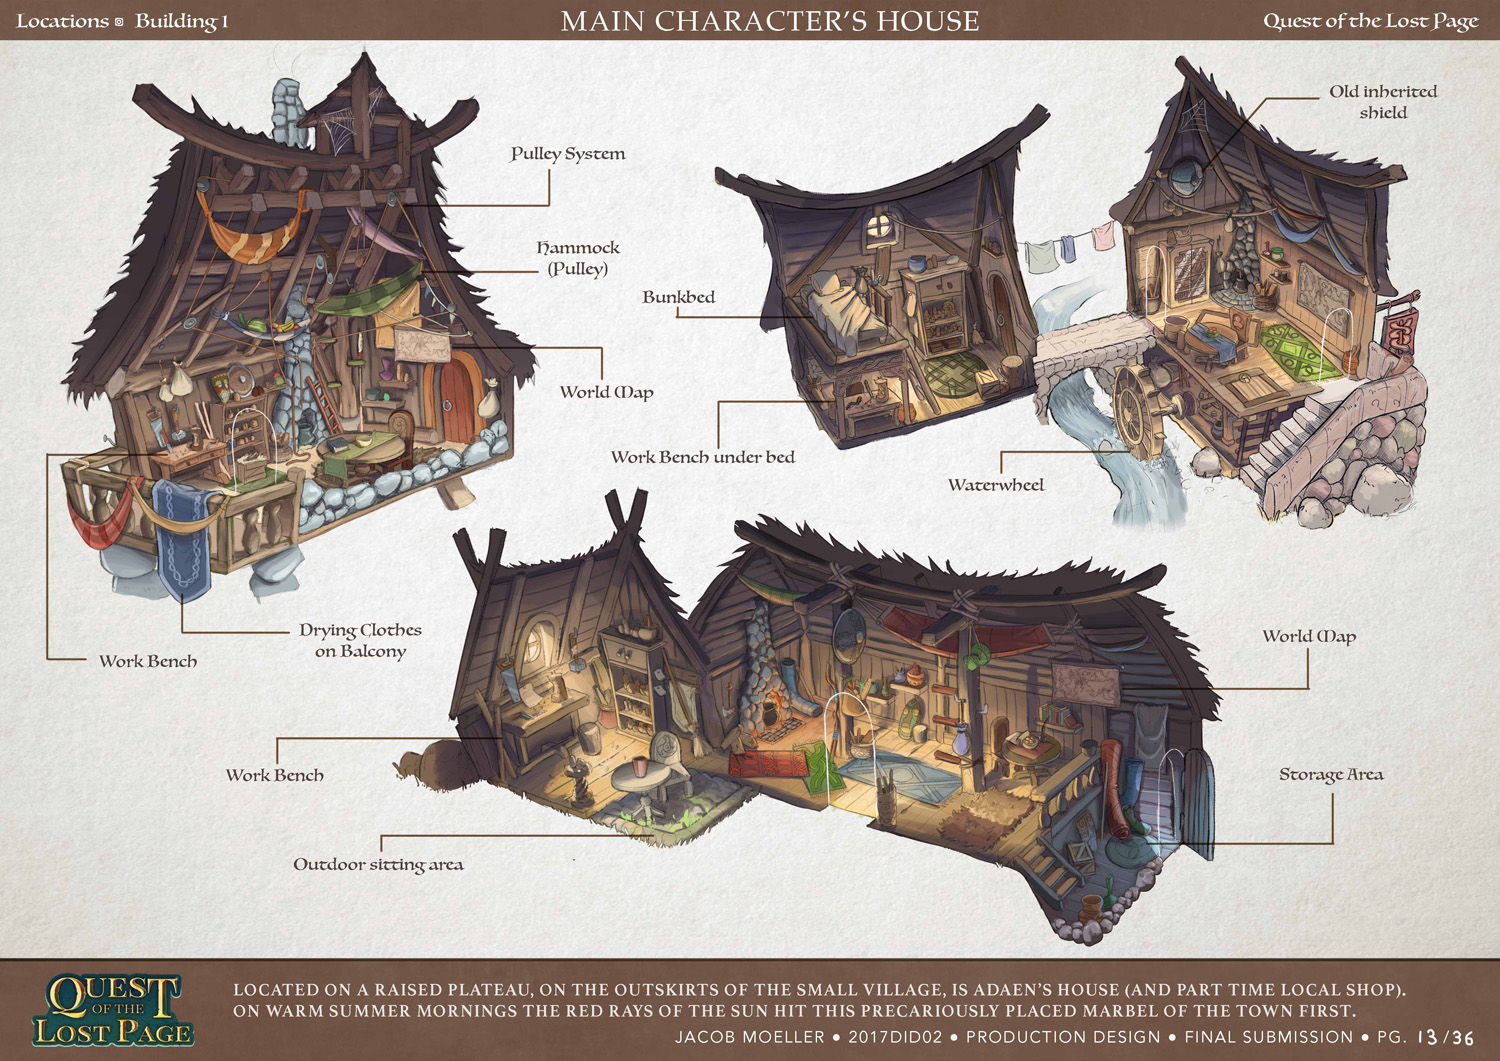 Locations Building 1
MAIN CHARACTER'S HOUSE
Quest of the Lost Page
Old inherited
shield
Pulley System
Hammock
(Pulley)
Bunkbed
World Map
Work Bench under bed
Waterwheel
Drying Clothes
on Balcony
Work Bench
World Map
Work Bench
Storage Area
Outdoor sitting area
QUEST
OF THE
LOST PAGE
LOCATED ON A RAISED PLATEAU, ON THE OUTSKIRTS OF THE SMALL VILLAGE, IS ADAEN'S HOUSE (AND PART TIME LOCAL SHOP).
ON WARM SUMMER MORNINGS THE RED RAYS OF THE SUN HIT THIS PRECARIOUSLY PLACED MARBEL OF THE TOWN FIRST.
JACOB MOELLER • 2017DID02 • PRODUCTION DESIGN • FINAL SUBMISSION • PG. 13/36